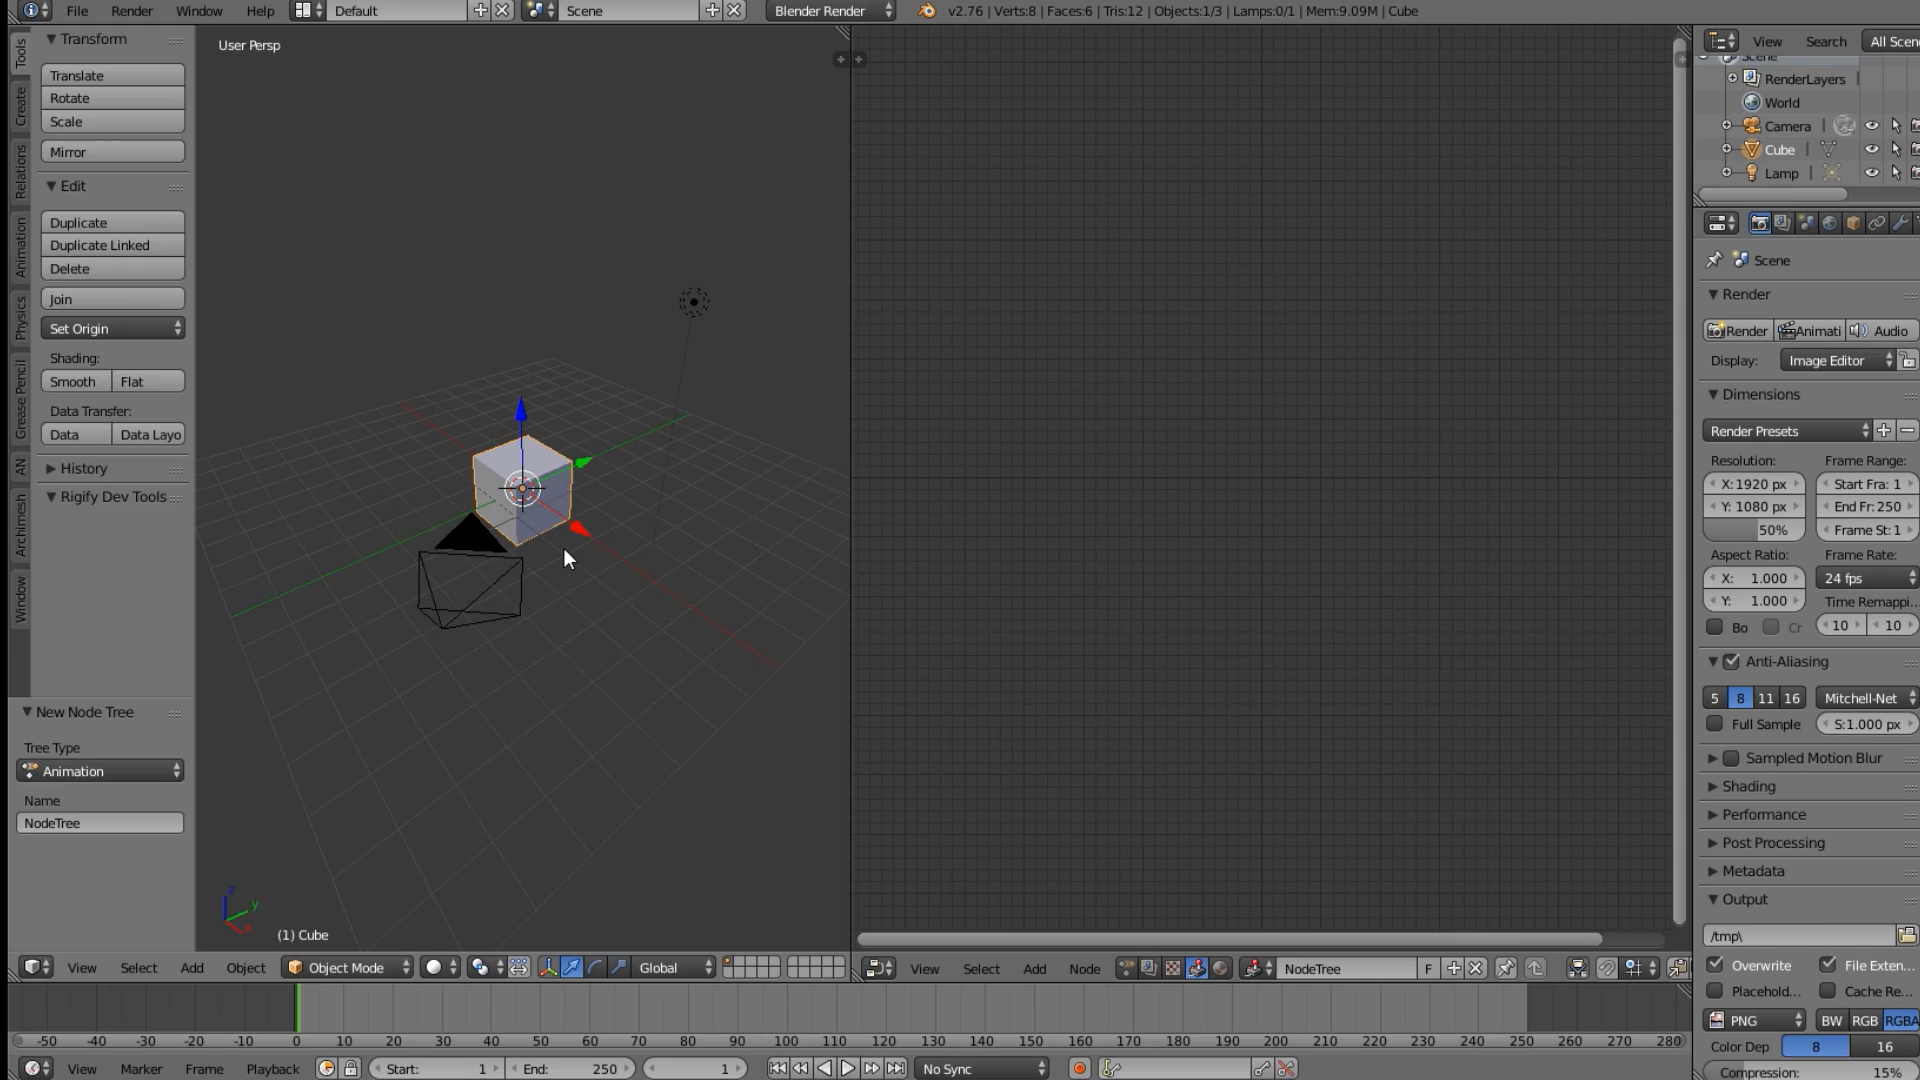 File Render Window Help Default Scene Blender Render v2.76 | Verts:8 | Faces:6 | Tris:12 | Objects:1/3 | Lamps:0/1 | Mem:9.09M | Cube
Tools
Create
Relations
Animation
Physics
Grease Pencil
AN
Archimesh
Window
Transform
Translate
Rotate
Scale
Mirror
Edit
Duplicate
Duplicate Linked
Delete
Join
Set Origin
Shading:
Smooth Flat
Data Transfer:
Data Data Layo
History
Rigify Dev Tools
New Node Tree
Tree Type
Animation
Name
NodeTree
User Persp
z
y
x
(1) Cube
View Select Add Object Object Mode Global
View Select Add Node NodeTree F
-50 -40 -30 -20 -10 0 10 20 30 40 50 60 70 80 90 100 110 120 130 140 150 160 170 180 190 200 210 220 230 240 250 260 270 280
View Marker Frame Playback Start: 1 End: 250 1 No Sync
View Search All Scen
Scene
RenderLayers
World
Camera
Cube
Lamp
Scene
Render
Render Animati Audio
Display: Image Editor
Dimensions
Render Presets
Resolution: Frame Range:
X:1920 px Start Fra: 1
Y: 1080 px End Fr: 250
50% Frame St: 1
Aspect Ratio: Frame Rate:
X: 1.000 24 fps
Y: 1.000 Time Remappi...
Bo Cr 10 10
Anti-Aliasing
5 8 11 16 Mitchell-Net
Full Sample S:1.000 px
Sampled Motion Blur
Shading
Performance
Post Processing
Metadata
Output
/tmp\
Overwrite File Exten...
Placehold... Cache Re...
PNG BW RGB RGBA
Color Dep 8 16
Compression: 15%